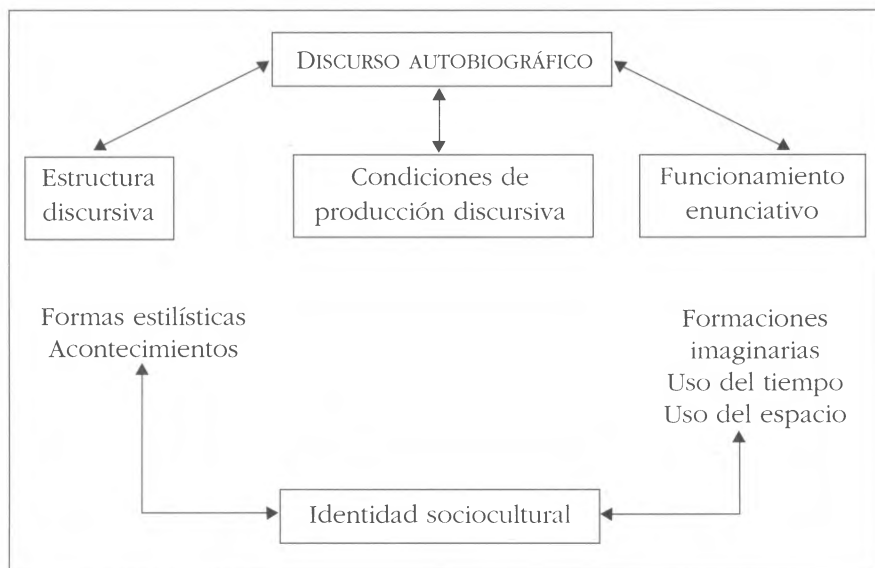 DISCURSO AUTOBIOGRÁFICO
Estructura
discursiva
Condiciones de
producción discursiva
Funcionamiento
enunciativo
Formas estilísticas
Acontecimientos
Formaciones
imaginarias
Uso del tiempo
Uso del espacio
Identidad sociocultural